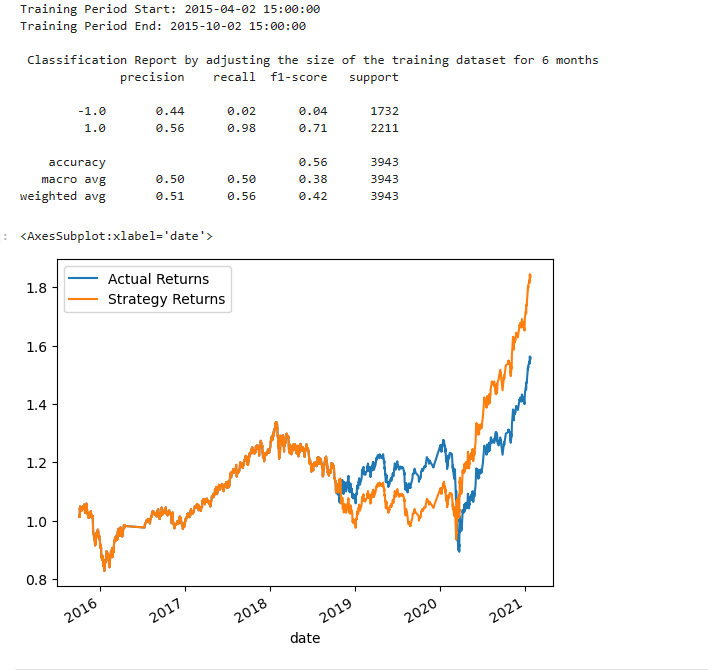 Training Period Start: 2015-04-02 15:00:00
Training Period End: 2015-10-02 15:00:00
Classification Report by adjusting the size of the training dataset for 6 months
precision recall f1-score support
-1.0 0.44 0.02 0.04 1732
1.0 0.56 0.98 0.71 2211
accuracy 0.56 3943
macro avg 0.50 0.50 0.38 3943
weighted avg 0.51 0.56 0.42 3943
: <AxesSubplot:xlabel='date'>
Actual Returns
Strategy Returns
1.8
1.6
1.4
1.2
1.0
0.8
2016 2017 2018 2019 2020 2021
date